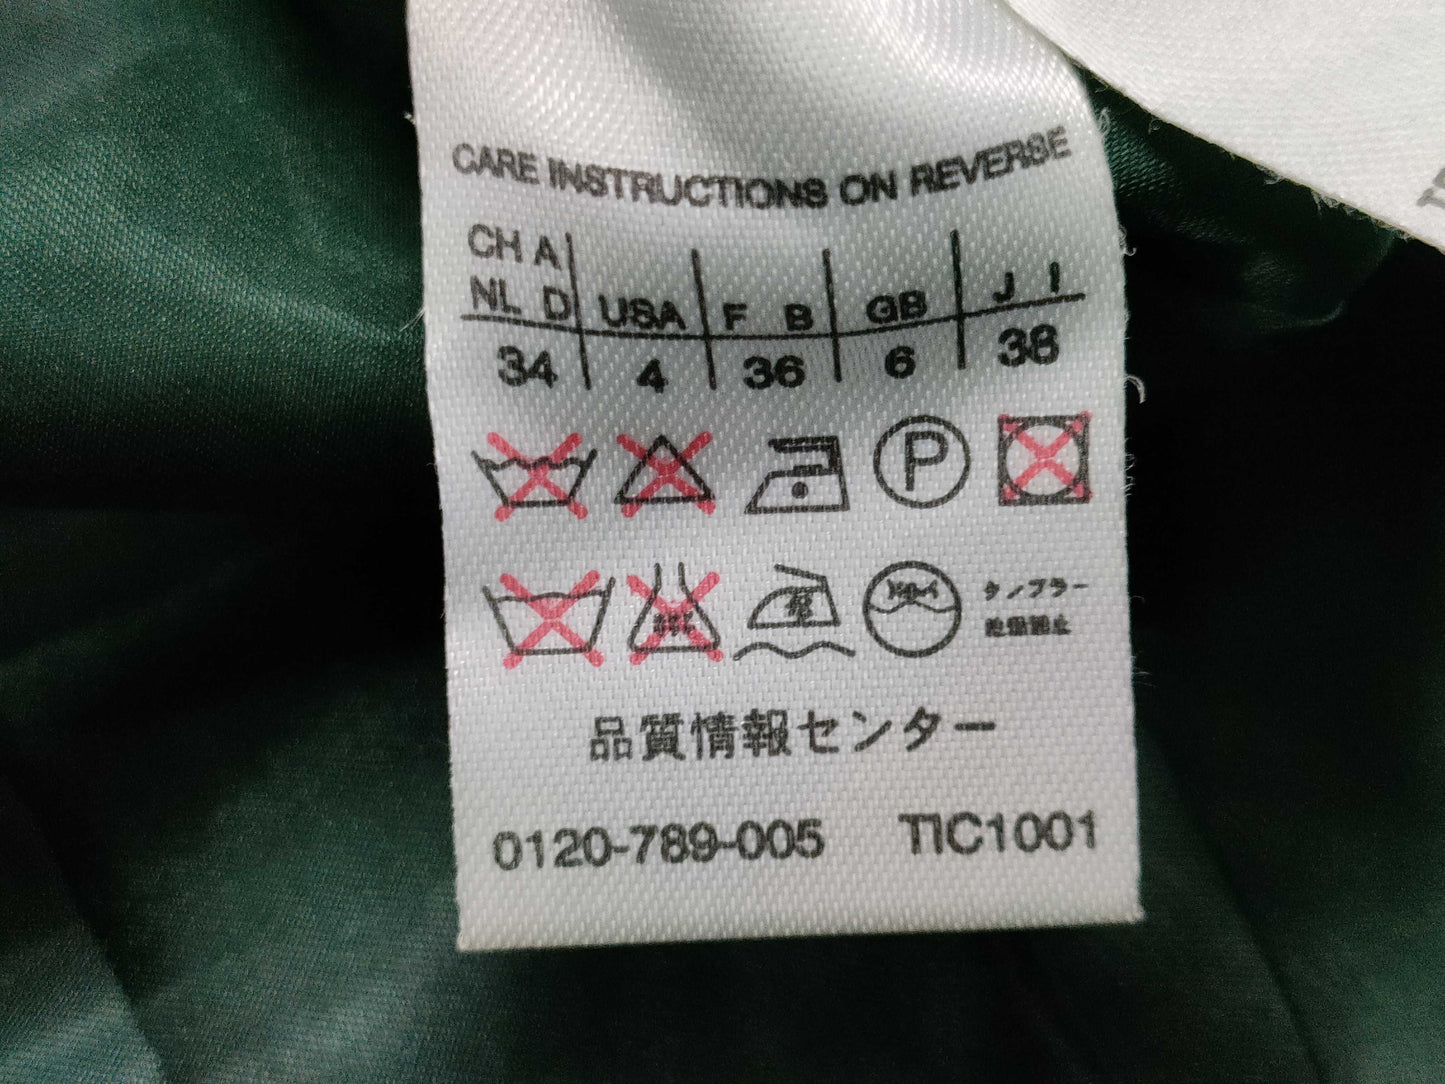 CARE INSTRUCTIONS ON REVERSE
CH A
NL D USA F B GB J I
34 4 36 6 38
P
タンブラー
乾燥禁止
品質情報センター
0120-789-005 TIC1001